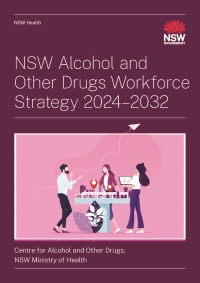 NSW Health
NSW
GOVERNMENT
NSW Alcohol and
Other Drugs Workforce
Strategy 2024–2032
Centre for Alcohol and Other Drugs,
NSW Ministry of Health